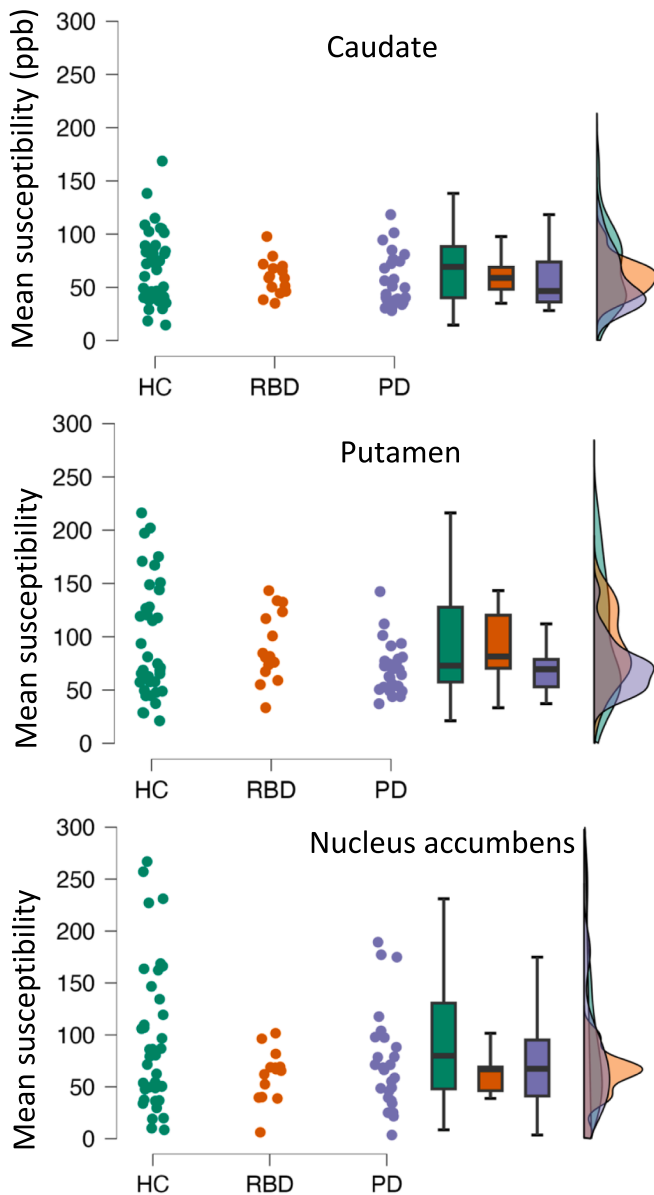 Caudate
Mean susceptibility (ppb)
300
250
200
150
100
50
0
HC RBD PD
Putamen
Mean susceptibility
300
250
200
150
100
50
0
HC RBD PD
Nucleus accumbens
Mean susceptibility
300
250
200
150
100
50
0
HC RBD PD